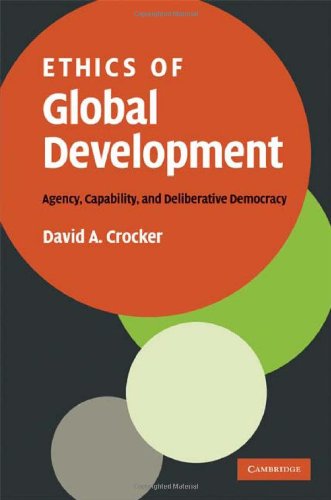 ETHICS OF
Global
Development
Agency, Capability, and Deliberative Democracy
David A. Crocker
CAMBRIDGE